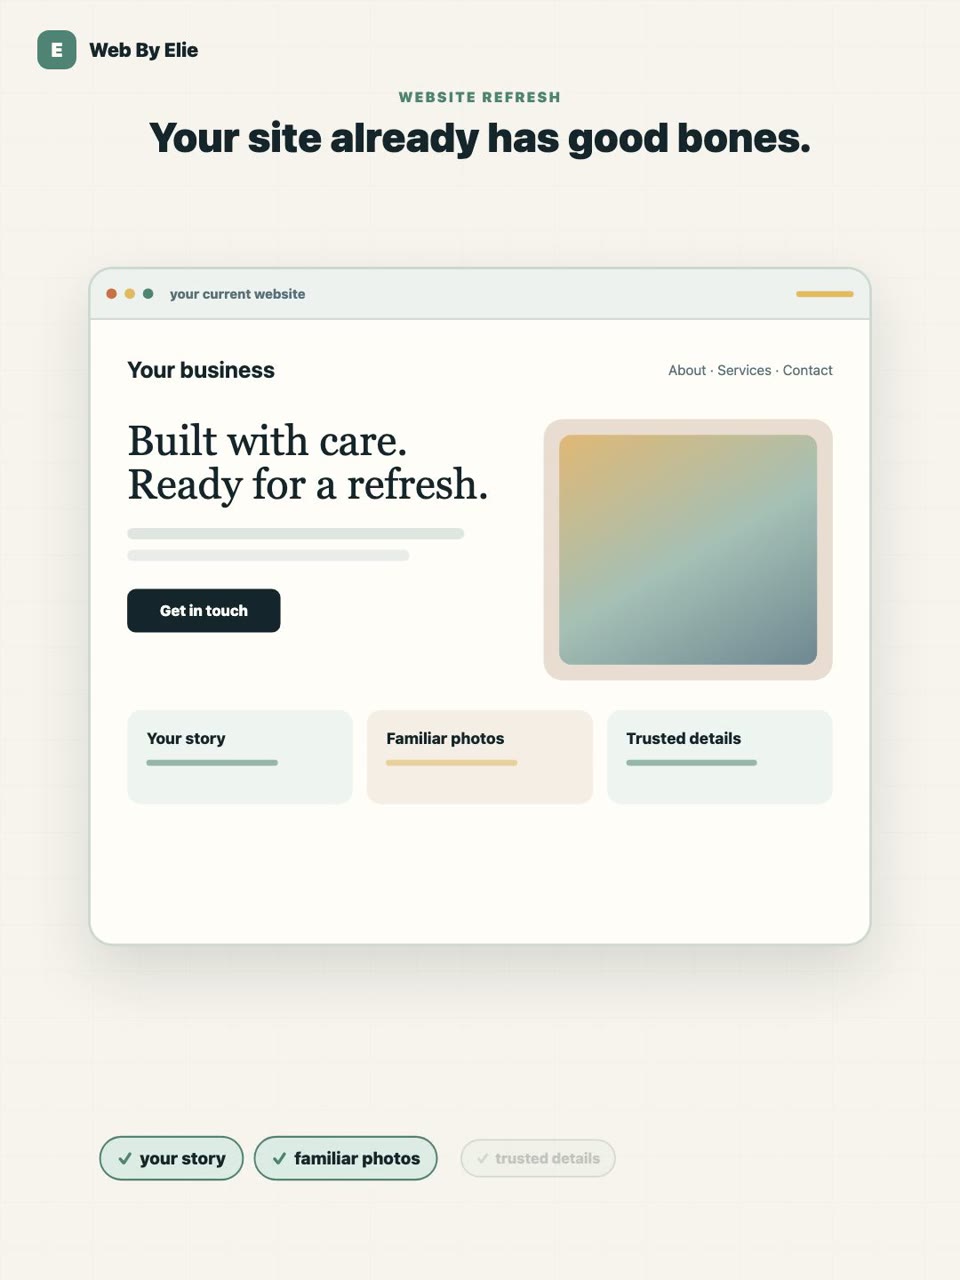 E
Web By Elie
WEBSITE REFRESH
Your site already has good bones.
your current website
Your business
About · Services · Contact
Built with care.
Ready for a refresh.
Get in touch
Your story
Familiar photos
Trusted details
✓ your story
✓ familiar photos
✓ trusted details